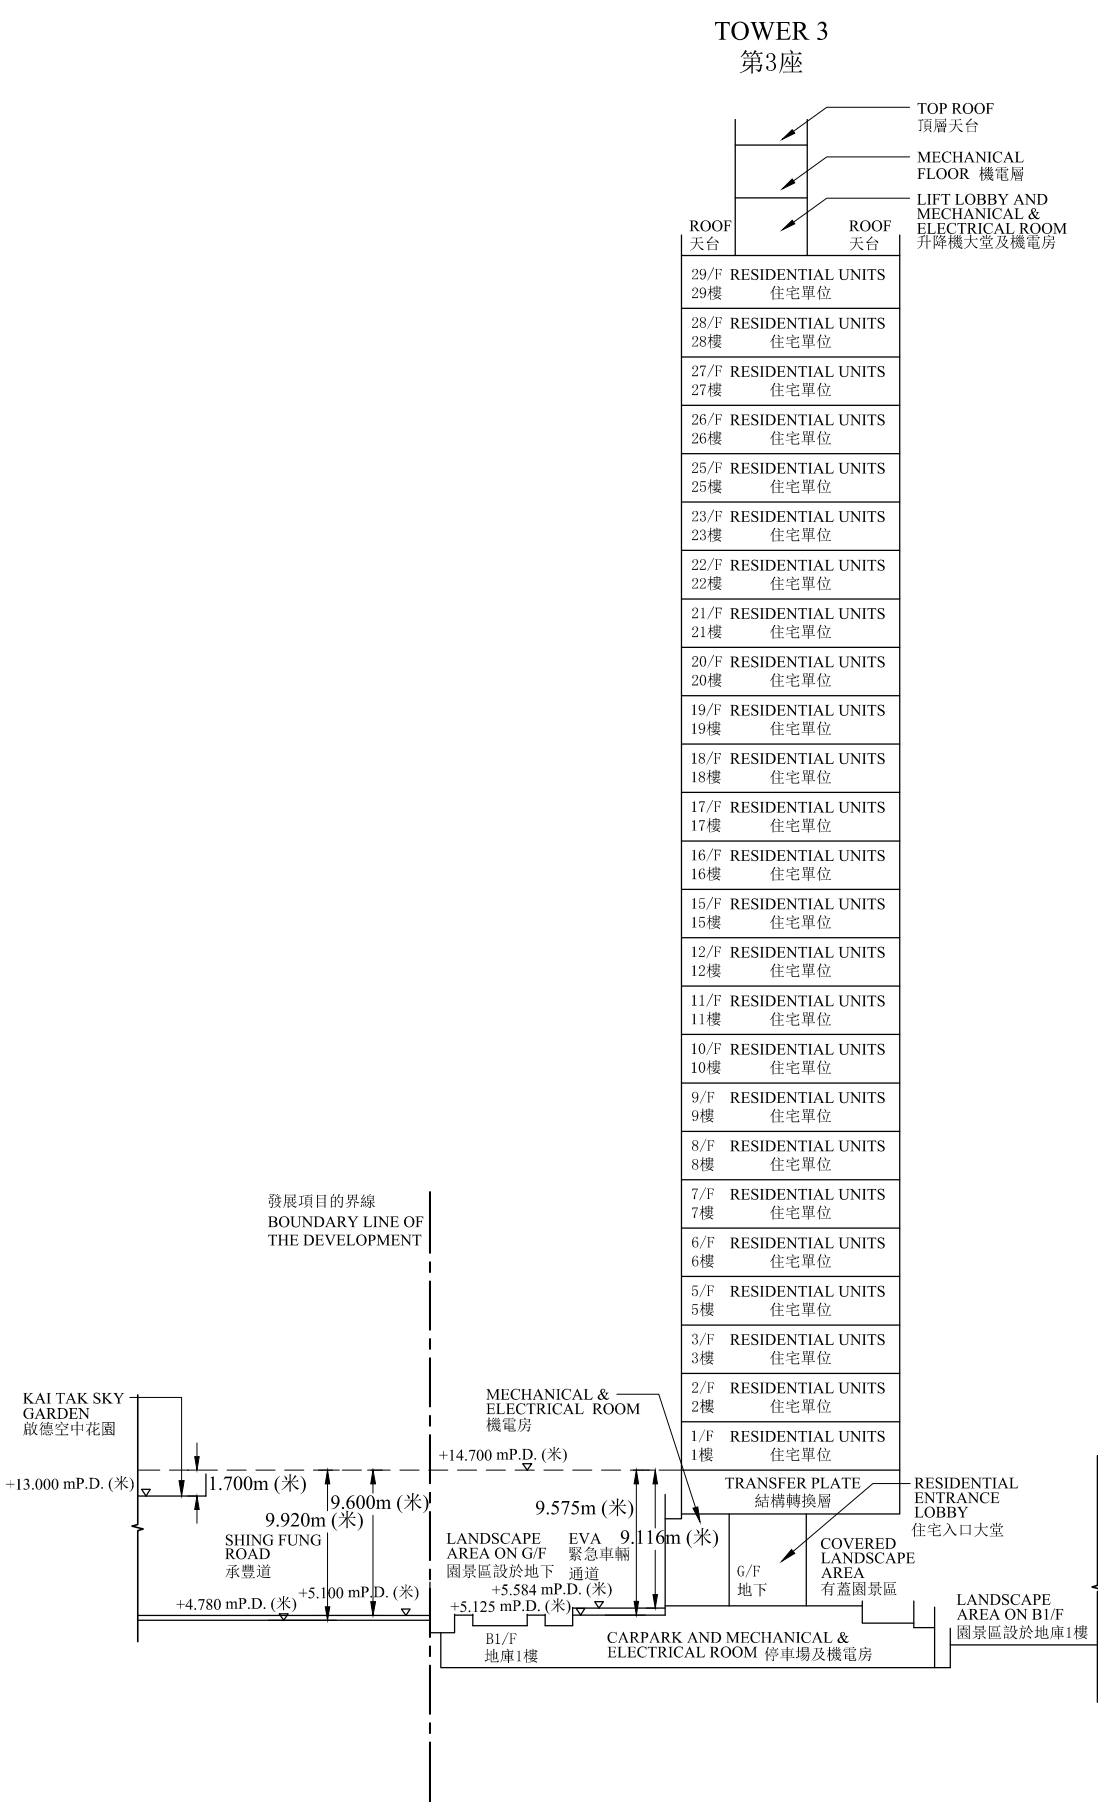 TOWER 3
第3座
TOP ROOF
頂層天台
MECHANICAL
FLOOR 機電層
LIFT LOBBY AND
MECHANICAL &
ELECTRICAL ROOM
升降機大堂及機電房
ROOF
天台
ROOF
天台
29/F RESIDENTIAL UNITS
29樓 住宅單位
28/F RESIDENTIAL UNITS
28樓 住宅單位
27/F RESIDENTIAL UNITS
27樓 住宅單位
26/F RESIDENTIAL UNITS
26樓 住宅單位
25/F RESIDENTIAL UNITS
25樓 住宅單位
23/F RESIDENTIAL UNITS
23樓 住宅單位
22/F RESIDENTIAL UNITS
22樓 住宅單位
21/F RESIDENTIAL UNITS
21樓 住宅單位
20/F RESIDENTIAL UNITS
20樓 住宅單位
19/F RESIDENTIAL UNITS
19樓 住宅單位
18/F RESIDENTIAL UNITS
18樓 住宅單位
17/F RESIDENTIAL UNITS
17樓 住宅單位
16/F RESIDENTIAL UNITS
16樓 住宅單位
15/F RESIDENTIAL UNITS
15樓 住宅單位
12/F RESIDENTIAL UNITS
12樓 住宅單位
11/F RESIDENTIAL UNITS
11樓 住宅單位
10/F RESIDENTIAL UNITS
10樓 住宅單位
9/F RESIDENTIAL UNITS
9樓 住宅單位
8/F RESIDENTIAL UNITS
8樓 住宅單位
7/F RESIDENTIAL UNITS
7樓 住宅單位
6/F RESIDENTIAL UNITS
6樓 住宅單位
5/F RESIDENTIAL UNITS
5樓 住宅單位
3/F RESIDENTIAL UNITS
3樓 住宅單位
2/F RESIDENTIAL UNITS
2樓 住宅單位
1/F RESIDENTIAL UNITS
1樓 住宅單位
發展項目的界線
BOUNDARY LINE OF
THE DEVELOPMENT
KAI TAK SKY
GARDEN
啟德空中花園
MECHANICAL &
ELECTRICAL ROOM
機電房
+14.700 mP.D. (米)
+13.000 mP.D. (米)
1.700m (米)
9.600m (米)
9.920m (米)
9.575m (米)
9.116m (米)
TRANSFER PLATE
結構轉換層
RESIDENTIAL
ENTRANCE
LOBBY
住宅入口大堂
SHING FUNG
ROAD
承豐道
LANDSCAPE
AREA ON G/F
園景區設於地下
EVA
緊急車輛
通道
G/F
地下
COVERED
LANDSCAPE
AREA
有蓋園景區
+5.100 mP.D. (米)
+4.780 mP.D. (米)
+5.584 mP.D. (米)
+5.125 mP.D. (米)
LANDSCAPE
AREA ON B1/F
園景區設於地庫1樓
B1/F
地庫1樓
CARPARK AND MECHANICAL &
ELECTRICAL ROOM 停車場及機電房